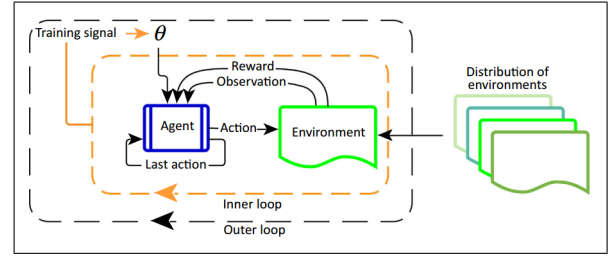 Training signal
θ
Reward
Observation
Distribution of
environments
Agent
Action
Environment
Last action
Inner loop
Outer loop